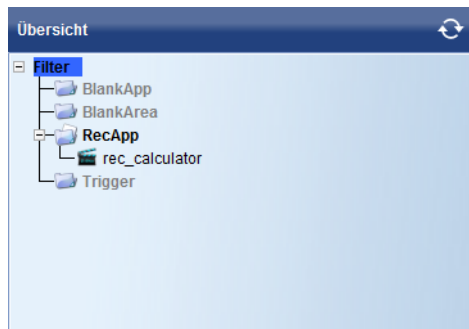 Übersicht
Filter
BlankApp
BlankArea
RecApp
rec_calculator
Trigger